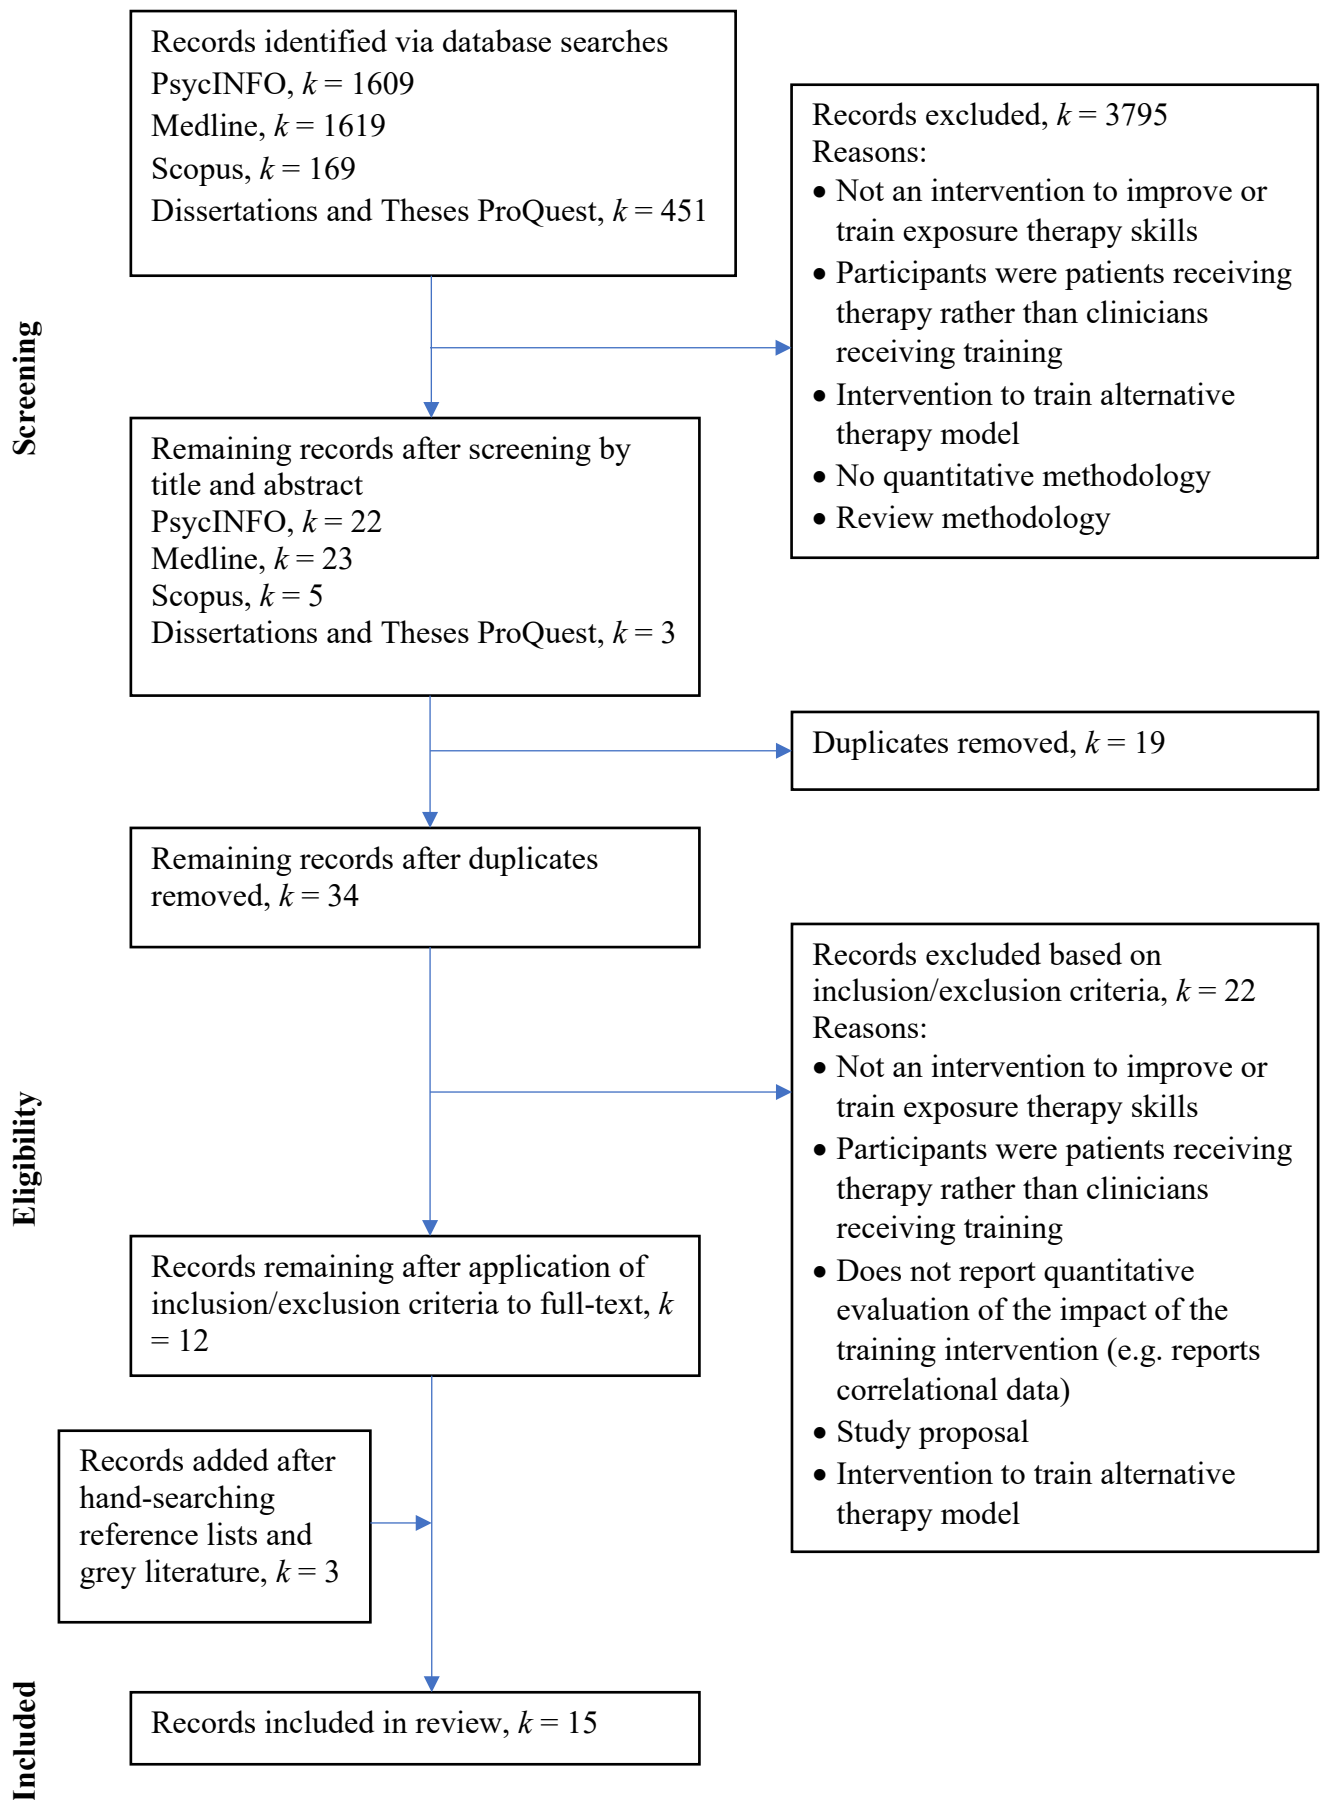 Records identified via database searches
PsycINFO, k = 1609
Medline, k = 1619
Scopus, k = 169
Dissertations and Theses ProQuest, k = 451
Records excluded, k = 3795
Reasons:
• Not an intervention to improve or
train exposure therapy skills
• Participants were patients receiving
therapy rather than clinicians
receiving training
• Intervention to train alternative
therapy model
• No quantitative methodology
• Review methodology
Screening
Remaining records after screening by
title and abstract
PsycINFO, k = 22
Medline, k = 23
Scopus, k = 5
Dissertations and Theses ProQuest, k = 3
Duplicates removed, k = 19
Remaining records after duplicates
removed, k = 34
Records excluded based on
inclusion/exclusion criteria, k = 22
Reasons:
• Not an intervention to improve or
train exposure therapy skills
• Participants were patients receiving
therapy rather than clinicians
receiving training
• Does not report quantitative
evaluation of the impact of the
training intervention (e.g. reports
correlational data)
• Study proposal
• Intervention to train alternative
therapy model
Eligibility
Records remaining after application of
inclusion/exclusion criteria to full-text, k
= 12
Records added after
hand-searching
reference lists and
grey literature, k = 3
Included
Records included in review, k = 15